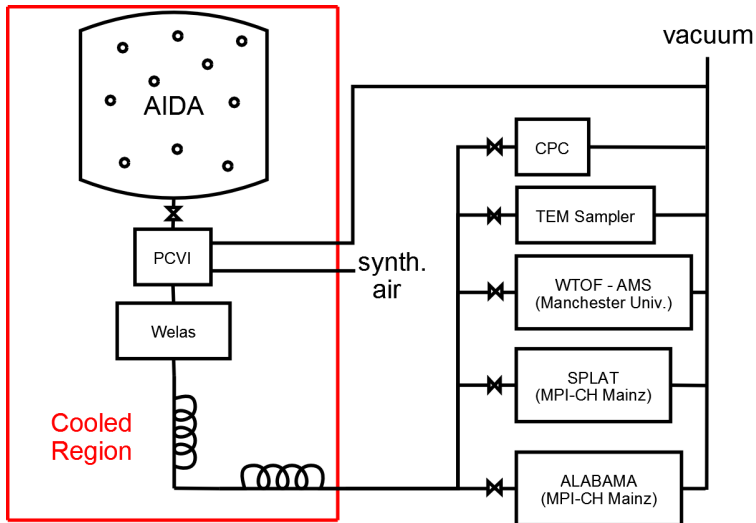 vacuum
AIDA
CPC
TEM Sampler
PCVI
synth.
air
WTOF - AMS
(Manchester Univ.)
Welas
SPLAT
(MPI-CH Mainz)
Cooled
Region
ALABAMA
(MPI-CH Mainz)